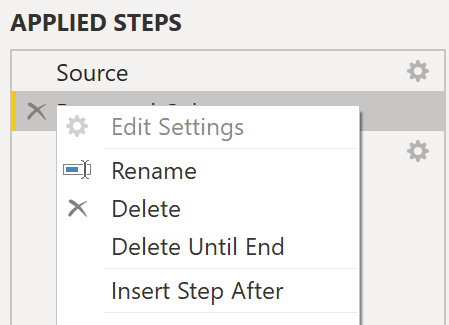 APPLIED STEPS
Source
Edit Settings
Rename
Delete
Delete Until End
Insert Step After